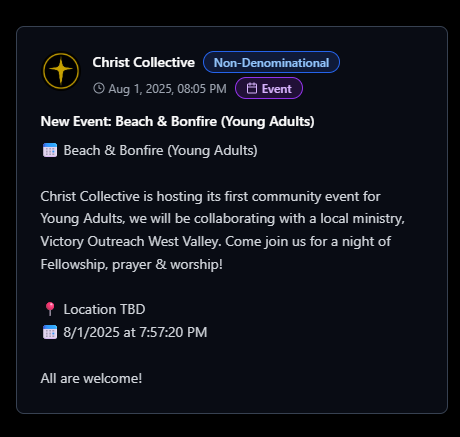 Christ Collective Non-Denominational
Aug 1, 2025, 08:05 PM Event
New Event: Beach & Bonfire (Young Adults)
Beach & Bonfire (Young Adults)
Christ Collective is hosting its first community event for
Young Adults, we will be collaborating with a local ministry,
Victory Outreach West Valley. Come join us for a night of
Fellowship, prayer & worship!
Location TBD
8/1/2025 at 7:57:20 PM
All are welcome!